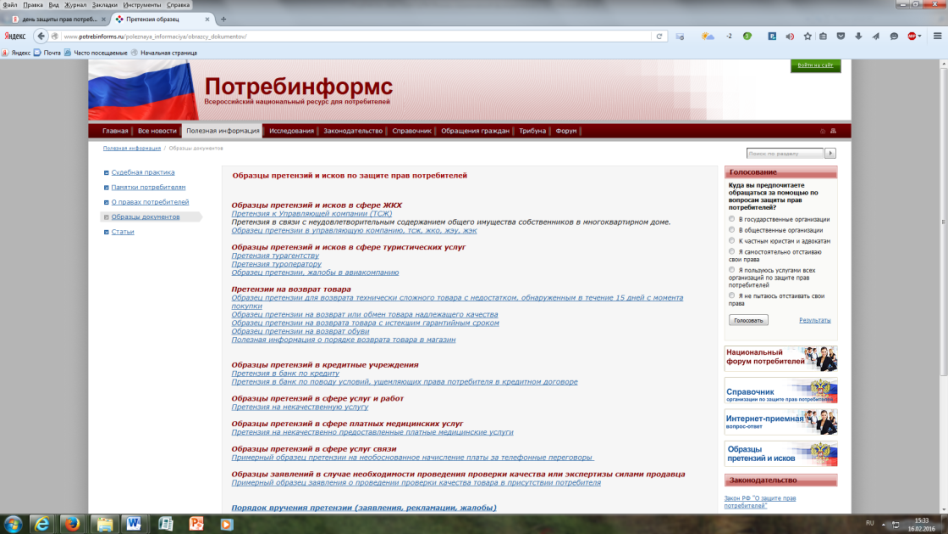 Файл Правка Вид Журнал Закладки Инструменты Справка
день защиты прав потреб...
Претензия образец
Яндекс
www.potrebinforms.ru/poleznaya_informaciya/obrazcy_dokumentov/
-2
ABP
Яндекс Почта Часто посещаемые Начальная страница
Войти на сайт
Потребинформс
Всероссийский национальный ресурс для потребителей
Главная Все новости Полезная информация Исследования Законодательство Справочник Обращения граждан Трибуна Форум
Полезная информация / Образцы документов
Поиск по разделу
Судебная практика
Памятки потребителям
О правах потребителей
Образцы документов
Статьи
Образцы претензий и исков по защите прав потребителей
Образцы претензий и исков в сфере ЖКХ
Претензия к Управляющей компании (ТСЖ)
Претензия в связи с неудовлетворительным содержанием общего имущества собственников в многоквартирном доме.
Образец претензии в управляющую компанию, тсж, жко, жэу, жэк
Образцы претензий и исков в сфере туристических услуг
Претензия турагентству
Претензия туроператору
Образец претензии, жалобы в авиакомпанию
Претензии на возврат товара
Образец претензии для возврата технически сложного товара с недостатком, обнаруженным в течение 15 дней с момента
покупки
Образец претензии на возврат или обмен товара надлежащего качества
Образец претензии на возврата товара с истекшим гарантийным сроком
Образец претензии на возврат обуви
Полезная информация о порядке возврата товара в магазин
Образцы претензий в кредитные учреждения
Претензия в банк по кредиту
Претензия в банк по поводу условий, ущемляющих права потребителя в кредитном договоре
Образцы претензий в сфере услуг и работ
Претензия на некачественную услугу
Образцы претензий в сфере платных медицинских услуг
Претензия на некачественно предоставленные платные медицинские услуги
Образцы претензий в сфере услуг связи
Примерный образец претензии на необоснованное начисление платы за телефонные переговоры
Образцы заявлений в случае необходимости проведения проверки качества или экспертизы силами продавца
Примерный образец заявления о проведении проверки качества товара в присутствии потребителя
Порядок вручения претензии (заявления, рекламации, жалобы)
Голосование
Куда вы предпочитаете
обращаться за помощью по
вопросам защиты прав
потребителей?
В государственные организации
В общественные организации
К частным юристам и адвокатам
Я самостоятельно отстаиваю
свои права
Я пользуюсь услугами всех
организаций по защите прав
потребителей
Я не пытаюсь отстаивать свои
права
Голосовать
Результаты
Национальный
форум потребителей
Справочник
организации по защите прав потребителей
Интернет-приемная
вопрос-ответ
Образцы
претензий и исков
Законодательство
Закон РФ "О защите прав
потребителей"
RU
15:33
16.02.2016